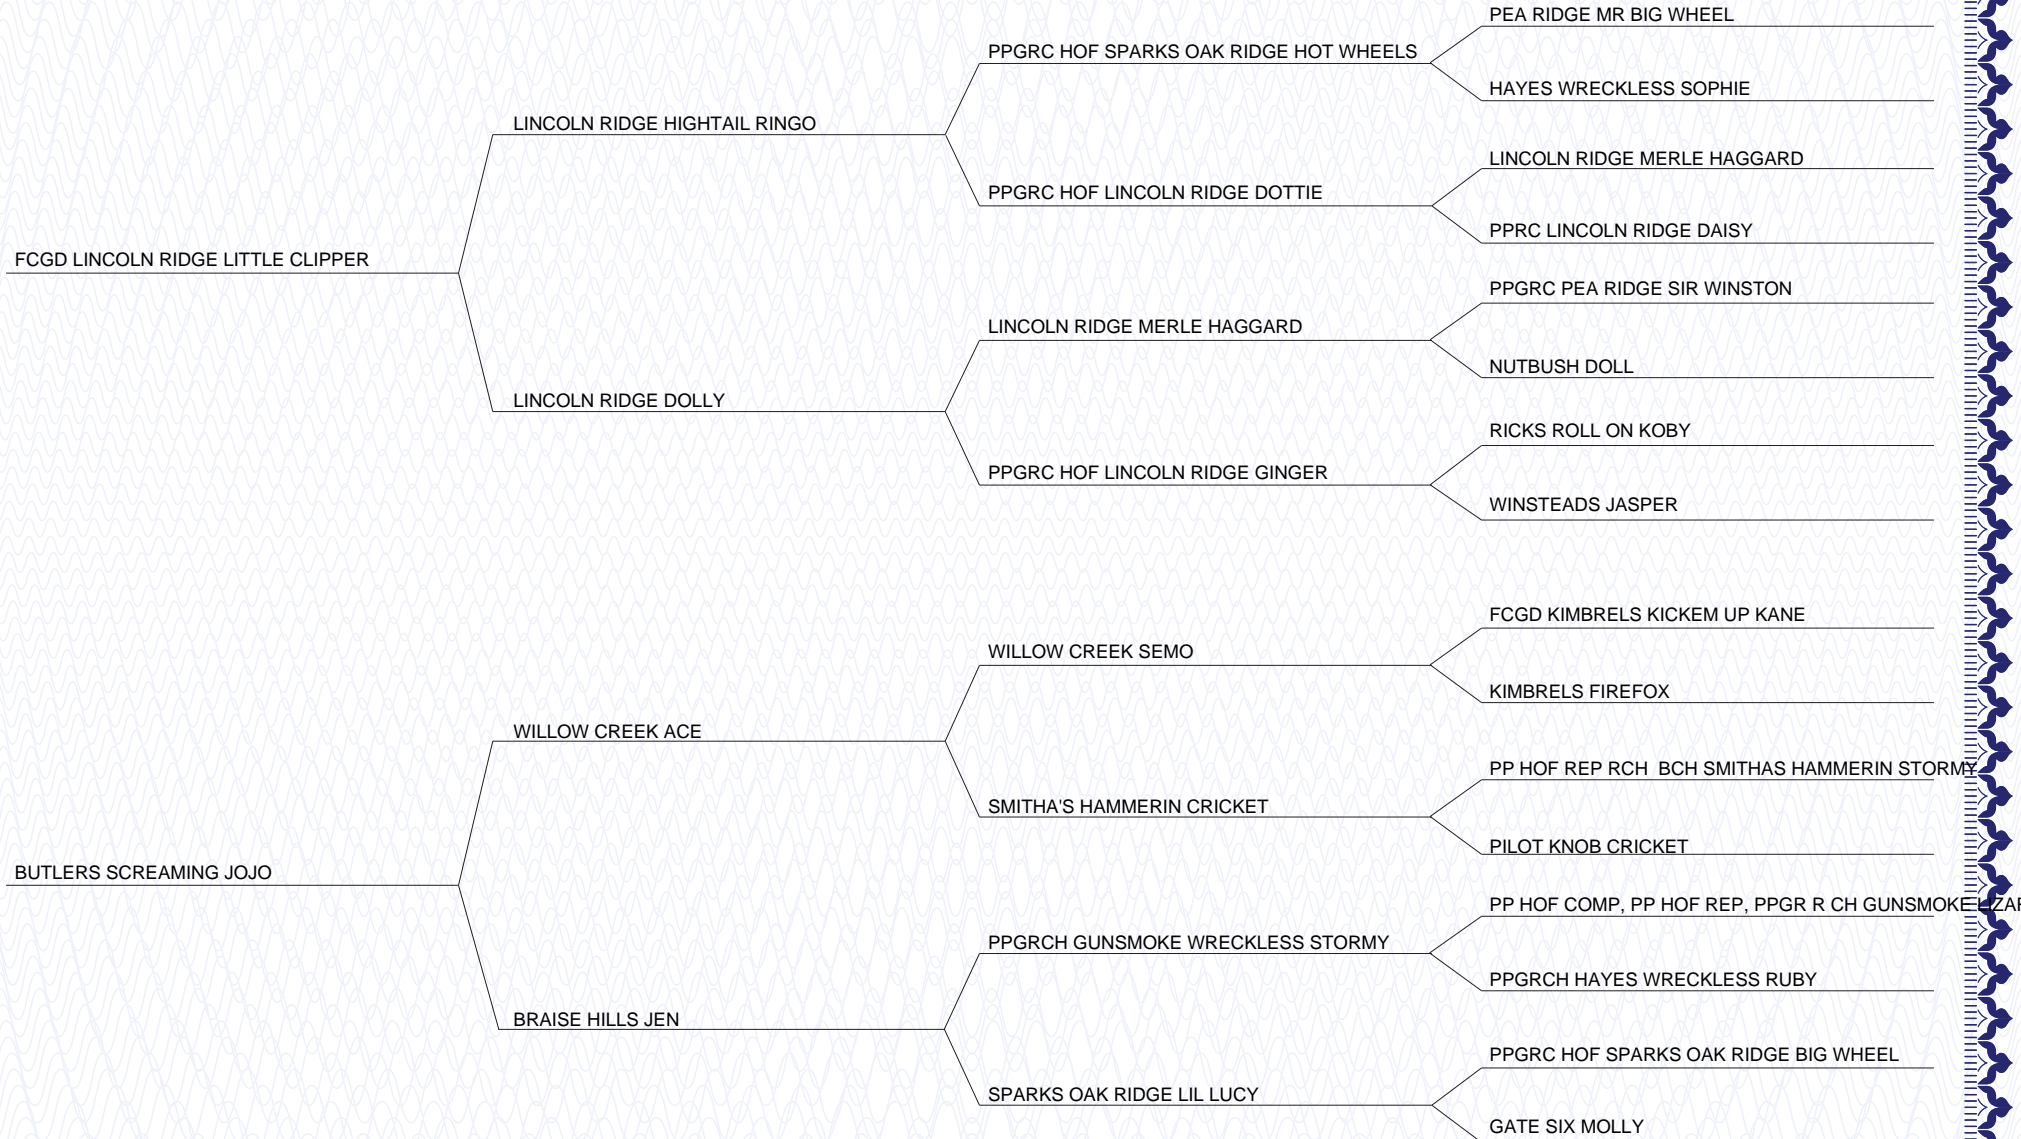 PEA RIDGE MR BIG WHEEL
PPGRC HOF SPARKS OAK RIDGE HOT WHEELS
HAYES WRECKLESS SOPHIE
LINCOLN RIDGE HIGHTAIL RINGO
LINCOLN RIDGE MERLE HAGGARD
PPGRC HOF LINCOLN RIDGE DOTTIE
PPRC LINCOLN RIDGE DAISY
FCGD LINCOLN RIDGE LITTLE CLIPPER
PPGRC PEA RIDGE SIR WINSTON
LINCOLN RIDGE MERLE HAGGARD
NUTBUSH DOLL
LINCOLN RIDGE DOLLY
RICKS ROLL ON KOBY
PPGRC HOF LINCOLN RIDGE GINGER
WINSTEADS JASPER
FCGD KIMBRELS KICKEM UP KANE
WILLOW CREEK SEMO
KIMBRELS FIREFOX
WILLOW CREEK ACE
PP HOF REP RCH  BCH SMITHAS HAMMERIN STORMY
SMITHA'S HAMMERIN CRICKET
PILOT KNOB CRICKET
BUTLERS SCREAMING JOJO
PP HOF COMP, PP HOF REP, PPGR R CH GUNSMOKE
PPGRCH GUNSMOKE WRECKLESS STORMY
PPGRCH HAYES WRECKLESS RUBY
BRAISE HILLS JEN
PPGRC HOF SPARKS OAK RIDGE BIG WHEEL
SPARKS OAK RIDGE LIL LUCY
GATE SIX MOLLY